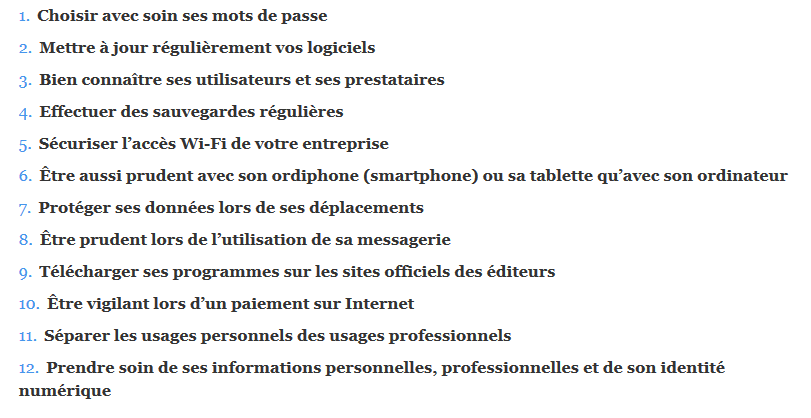 1. Choisir avec soin ses mots de passe
2. Mettre à jour régulièrement vos logiciels
3. Bien connaître ses utilisateurs et ses prestataires
4. Effectuer des sauvegardes régulières
5. Sécuriser l’accès Wi-Fi de votre entreprise
6. Être aussi prudent avec son ordiphone (smartphone) ou sa tablette qu’avec son ordinateur
7. Protéger ses données lors de ses déplacements
8. Être prudent lors de l’utilisation de sa messagerie
9. Télécharger ses programmes sur les sites officiels des éditeurs
10. Être vigilant lors d’un paiement sur Internet
11. Séparer les usages personnels des usages professionnels
12. Prendre soin de ses informations personnelles, professionnelles et de son identité
numérique